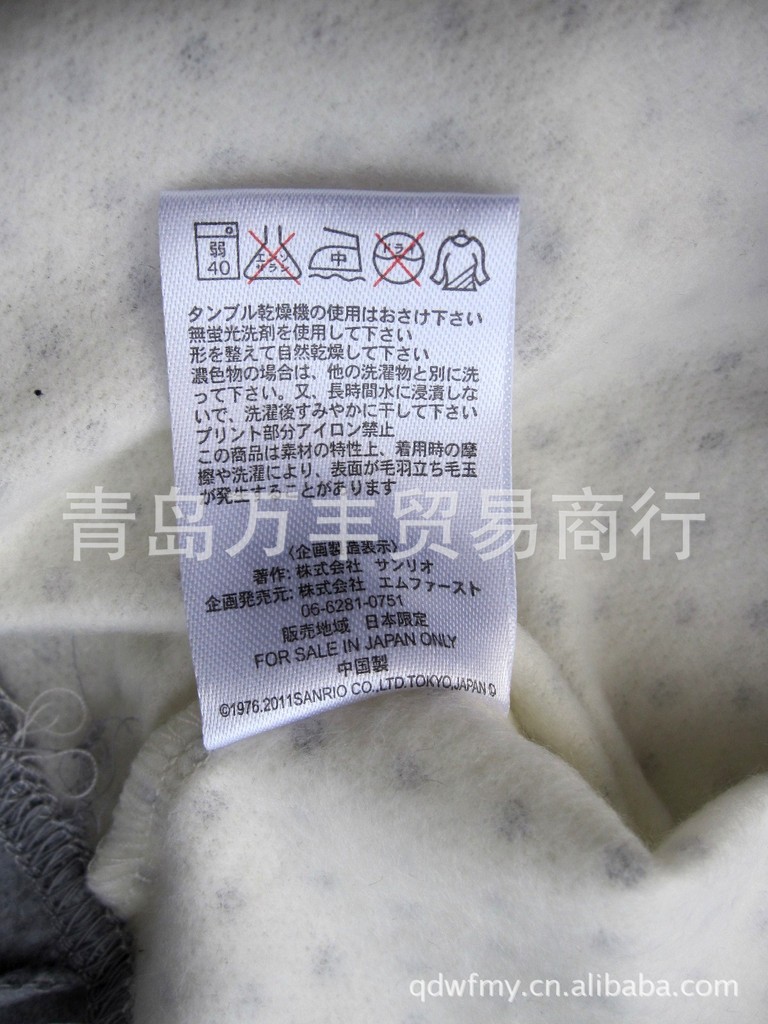 弱
40
エンソ
サラシ
中
ドライ
タンブル乾燥機の使用はおさけ下さい
無蛍光洗剤を使用して下さい
形を整えて自然乾燥して下さい
濃色物の場合は、他の洗濯物と別に洗
って下さい。又、長時間水に浸漬しな
いで、洗濯後すみやかに干して下さい
プリント部分アイロン禁止
この商品は素材の特性上、着用時の摩
擦や洗濯により、表面が毛羽立ち毛玉
が発生することがあります
青岛万丰贸易商行
〈企画製造表示〉
著作: 株式会社 サンリオ
企画発売元: 株式会社 エムファースト
06-6281-0751
販売地域 日本限定
FOR SALE IN JAPAN ONLY
中国製
©1976.2011SANRIO CO.,LTD.TOKYO,JAPAN
qdwfmy.cn.alibaba.com